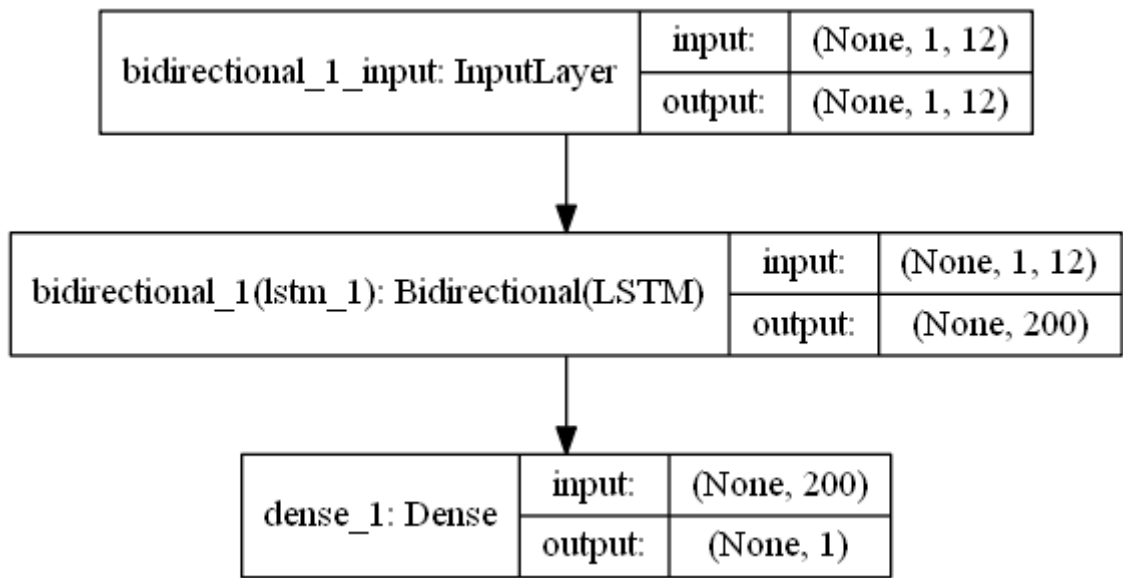 bidirectional_1_input: InputLayer
input: (None, 1, 12)
output: (None, 1, 12)
bidirectional_1(lstm_1): Bidirectional(LSTM)
input: (None, 1, 12)
output: (None, 200)
dense_1: Dense
input: (None, 200)
output: (None, 1)